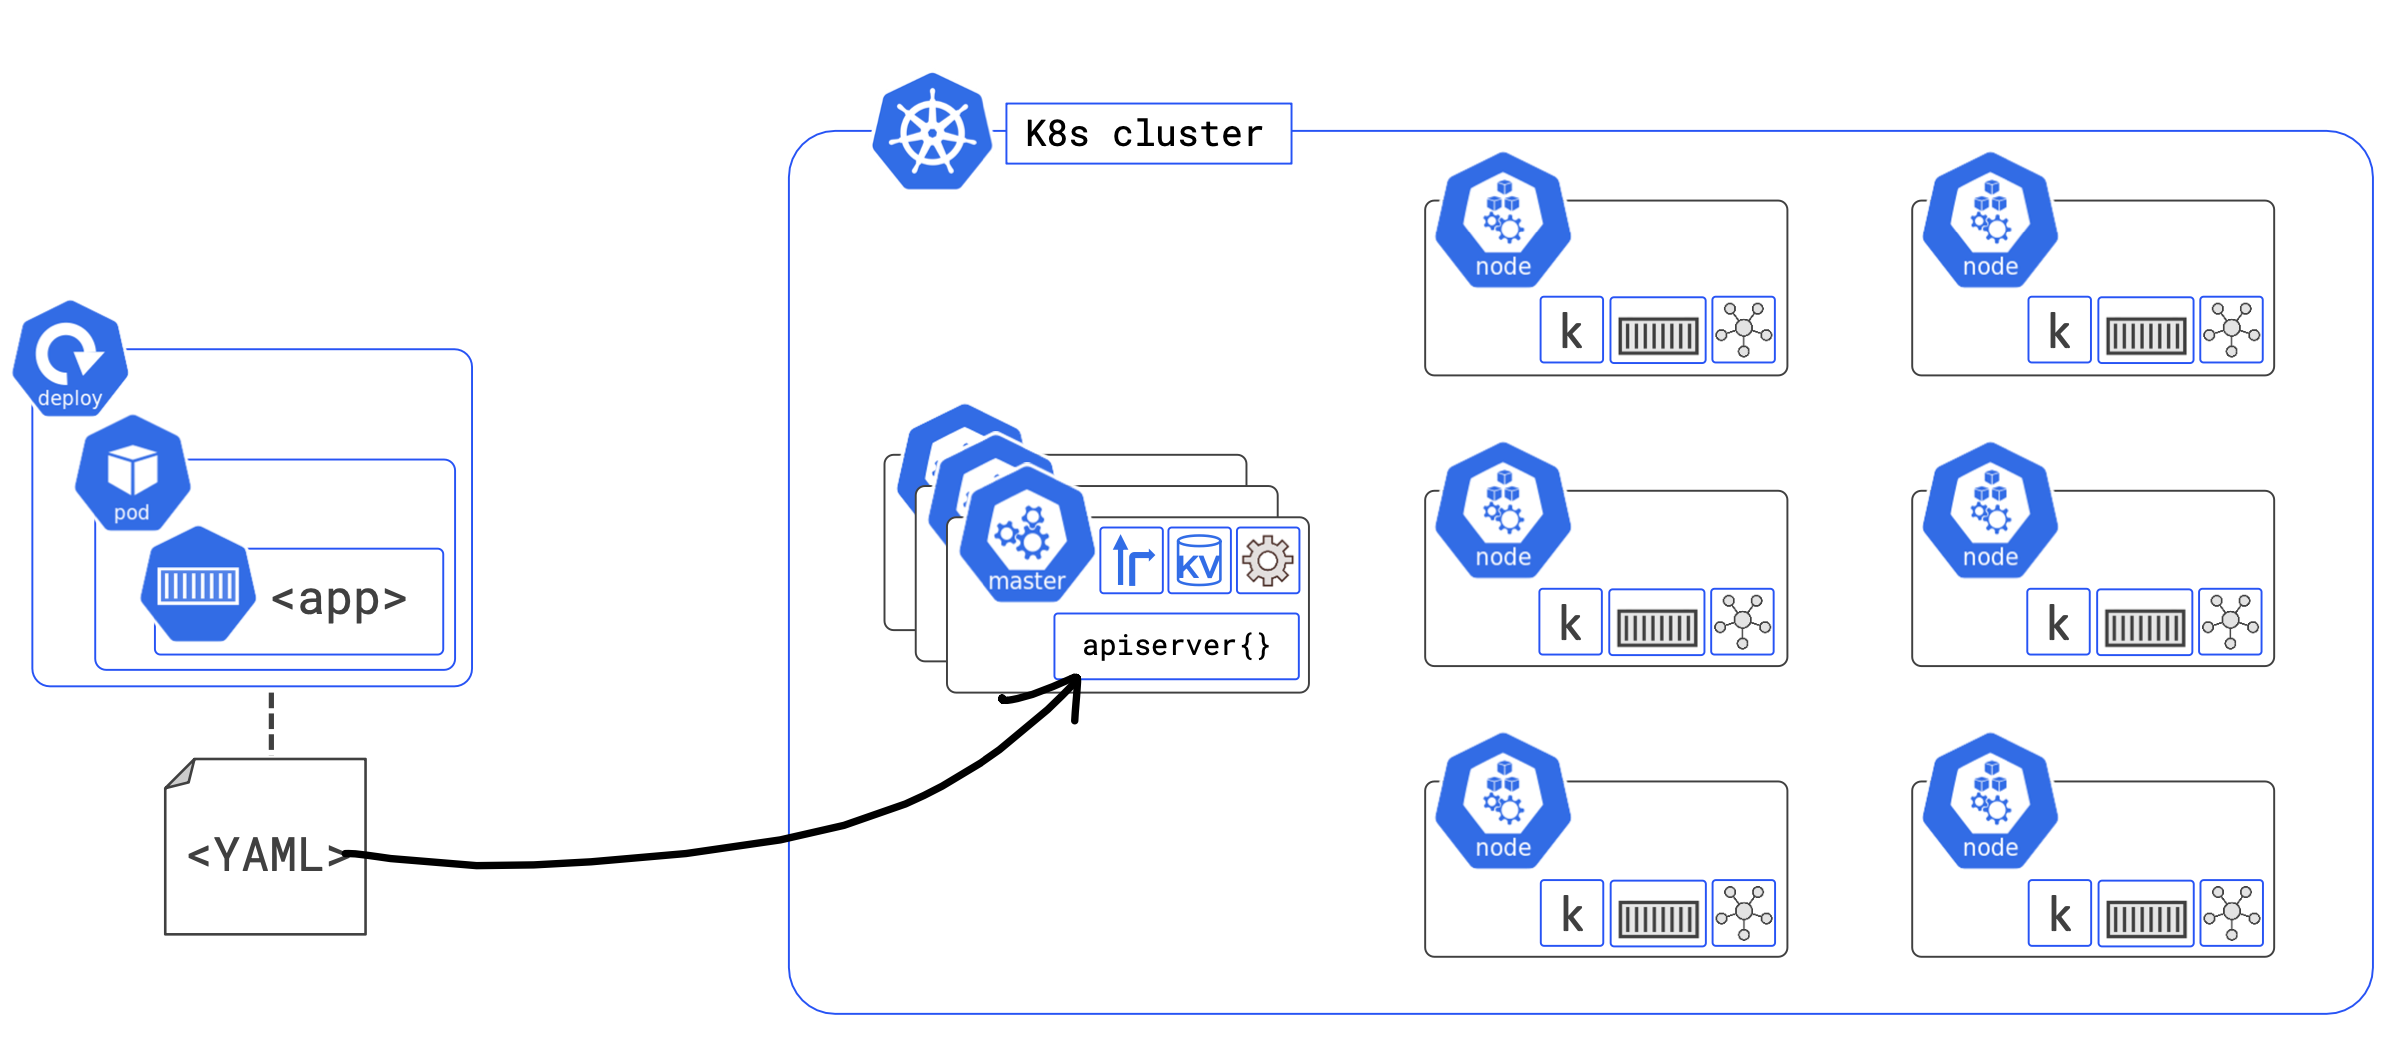 K8s cluster
node
node
k
k
deploy
pod
<app>
master
KV
apiserver{}
node
node
k
k
<YAML>
node
node
k
k